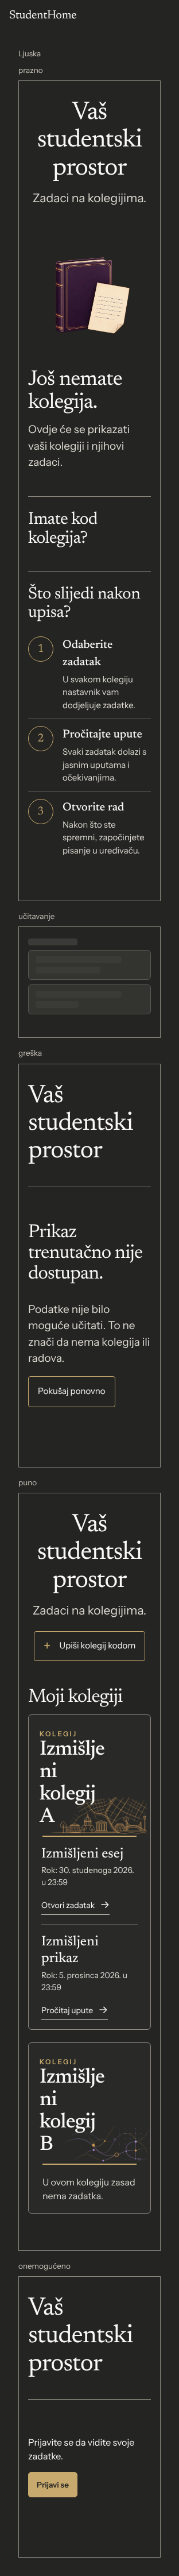 StudentHome
Ljuska
prazno
Vaš
studentski
prostor
Zadaci na kolegijima.
Još nemate
kolegija.
Ovdje će se prikazati
vaši kolegiji i njihovi
zadaci.
Imate kod
kolegija?
Što slijedi nakon
upisa?
1
Odaberite
zadatak
U svakom kolegiju
nastavnik vam
dodjeljuje zadatke.
2
Pročitajte upute
Svaki zadatak dolazi s
jasnim uputama i
očekivanjima.
3
Otvorite rad
Nakon što ste
spremni, započinjete
pisanje u uređivaču.
učitavanje
greška
Vaš
studentski
prostor
Prikaz
trenutačno nije
dostupan.
Podatke nije bilo
moguće učitati. To ne
znači da nema kolegija ili
radova.
Pokušaj ponovno
puno
Vaš
studentski
prostor
Zadaci na kolegijima.
+ Upiši kolegij kodom
Moji kolegiji
KOLEGIJ
Izmišlje
ni
kolegij
A
Izmišljeni esej
Rok: 30. studenoga 2026.
u 23:59
Otvori zadatak →
Izmišljeni
prikaz
Rok: 5. prosinca 2026. u
23:59
Pročitaj upute →
KOLEGIJ
Izmišlje
ni
kolegij
B
U ovom kolegiju zasad
nema zadatka.
onemogućeno
Vaš
studentski
prostor
Prijavite se da vidite svoje
zadatke.
Prijavi se